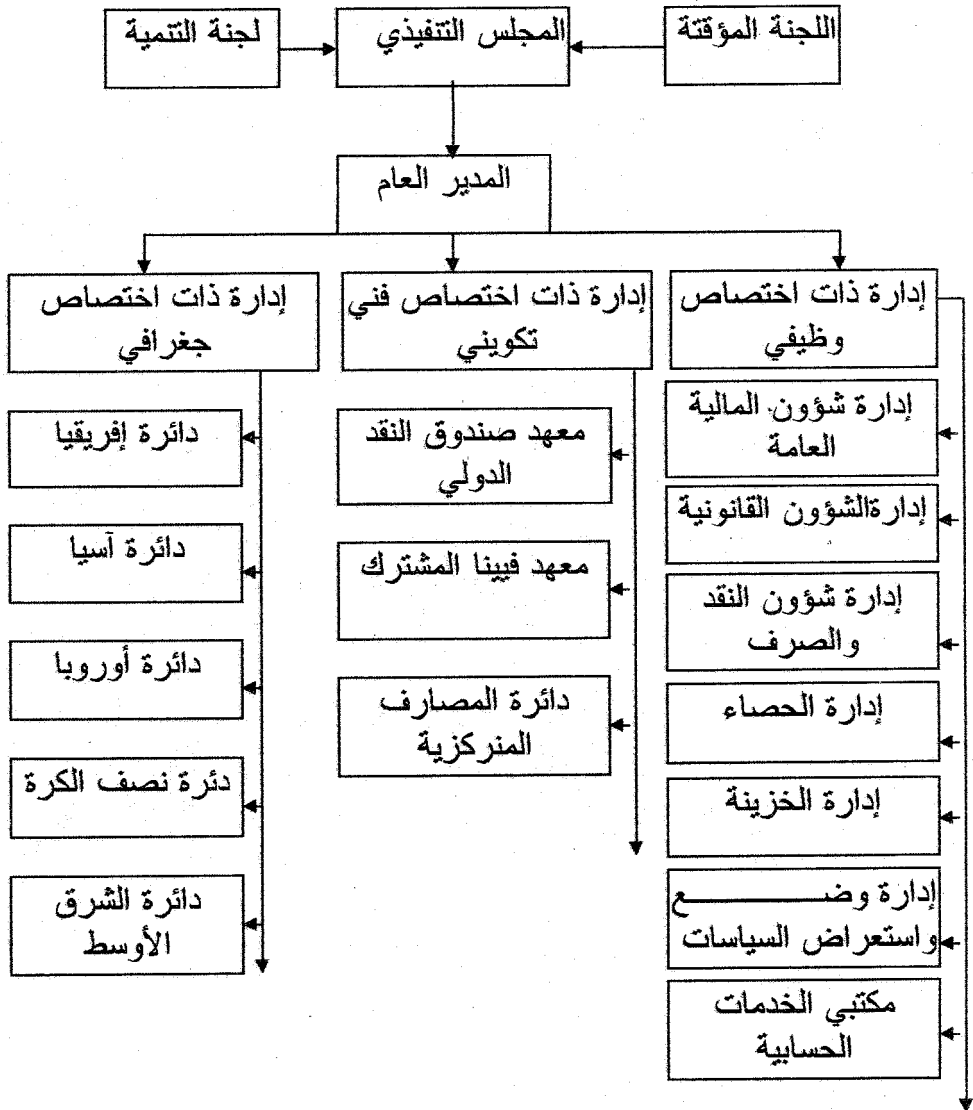 اللجنة المؤقتة
المجلس التنفيذي
لجنة التنمية
المدير العام
إدارة ذات اختصاص
وظيفي
إدارة ذات اختصاص فني
تكويني
إدارة ذات اختصاص
جغرافي
إدارة شؤون المالية
العامة
إدارةالشؤون القانونية
إدارة شؤون النقد
والصرف
إدارة الحصاء
إدارة الخزينة
إدارة وضـــــــــع
واستعراض السياسات
مكتبي الخدمات
الحسابية
معهد صندوق النقد
الدولي
معهد فيينا المشترك
دائرة المصارف
المنركزية
دائرة إفريقيا
دائرة آسيا
دائرة أوروبا
دئرة نصف الكرة
دائرة الشرق
الأوسط